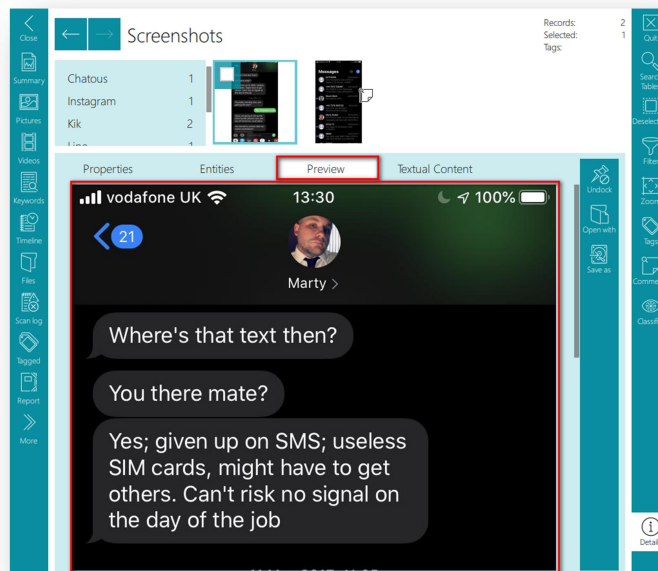 Close
Screenshots
Records: 2
Selected: 1
Tags:
Quit
Summary
Chatous 1
Instagram 1
Kik 2
Messages
Search
Tables
Pictures
Deselect
Videos
Properties
Entities
Preview
Textual Content
Filter
Keywords
Undock
Zoom
Timeline
Open with
Tags
Files
Save as
Comme
Scan log
Classifi
Tagged
Report
More
Detail
vodafone UK 13:30 100%
21
Marty >
Where's that text then?
You there mate?
Yes; given up on SMS; useless
SIM cards, might have to get
others. Can't risk no signal on
the day of the job